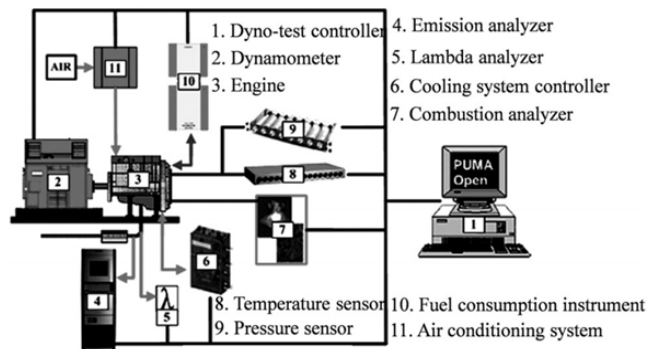 1. Dyno-test controller
2. Dynamometer
3. Engine
4. Emission analyzer
5. Lambda analyzer
6. Cooling system controller
7. Combustion analyzer
AIR
11
10
9
8
2
3
7
PUMA
Open
1
6
4
λ
5
8. Temperature sensor
9. Pressure sensor
10. Fuel consumption instrument
11. Air conditioning system